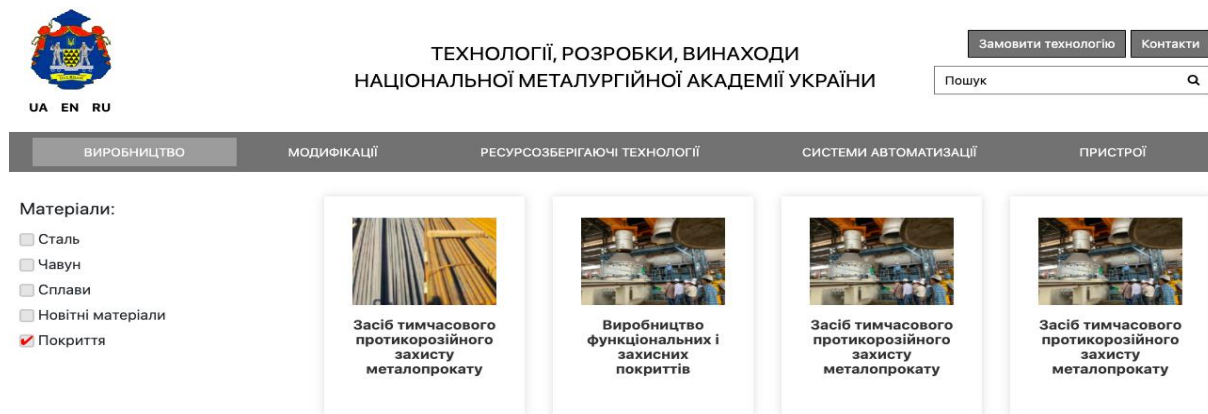 ТЕХНОЛОГІЇ, РОЗРОБКИ, ВИНАХОДИ
НАЦІОНАЛЬНОЇ МЕТАЛУРГІЙНОЇ АКАДЕМІЇ УКРАЇНИ
Замовити технологію
Контакти
Пошук
UA EN RU
ВИРОБНИЦТВО
МОДИФІКАЦІЇ
РЕСУРСОЗБЕРІГАЮЧІ ТЕХНОЛОГІЇ
СИСТЕМИ АВТОМАТИЗАЦІЇ
ПРИСТРОЇ
Матеріали:
Сталь
Чавун
Сплави
Новітні матеріали
Покриття
Засіб тимчасового
протикорозійного
захисту
металопрокату
Виробництво
функціональних і
захисних
покриттів
Засіб тимчасового
протикорозійного
захисту
металопрокату
Засіб тимчасового
протикорозійного
захисту
металопрокату